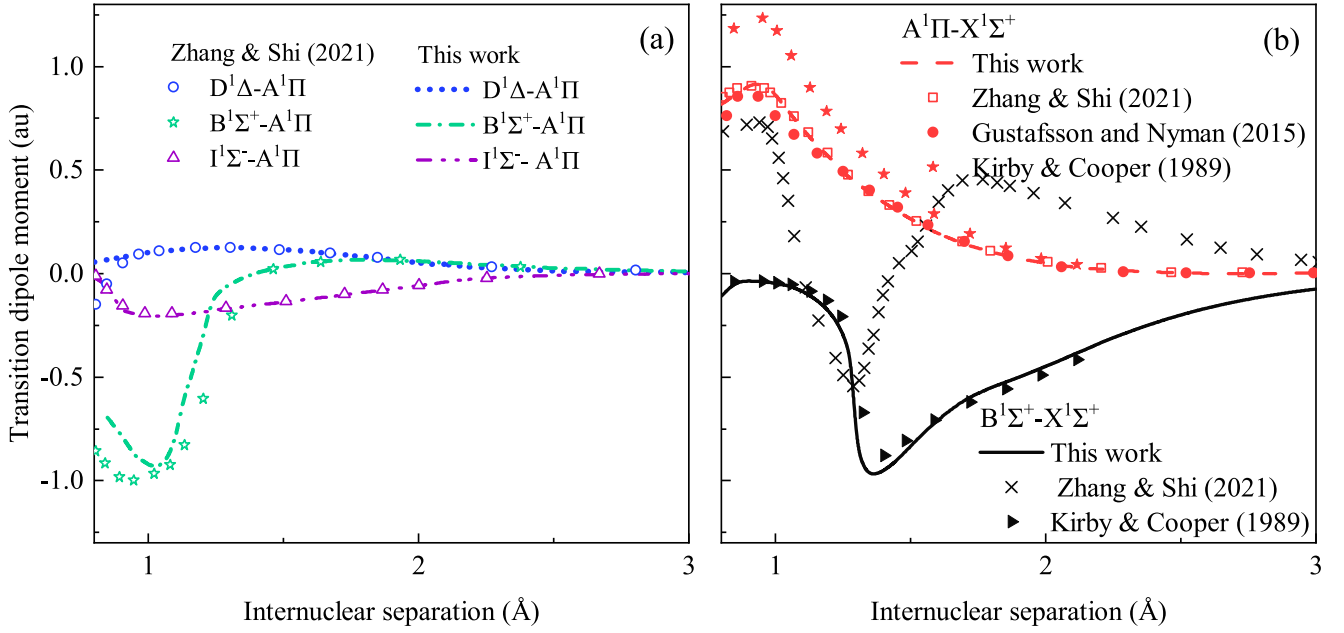 (a)
Zhang & Shi (2021)
This work
D¹Δ-A¹Π
D¹Δ-A¹Π
B¹Σ⁺-A¹Π
B¹Σ⁺-A¹Π
I¹Σ⁻-A¹Π
I¹Σ⁻- A¹Π
1.0
0.5
0.0
-0.5
-1.0
Transition dipole moment (au)
1
2
3
Internuclear separation (Å)
(b)
A¹Π-X¹Σ⁺
This work
Zhang & Shi (2021)
Gustafsson and Nyman (2015)
Kirby & Cooper (1989)
B¹Σ⁺-X¹Σ⁺
This work
Zhang & Shi (2021)
Kirby & Cooper (1989)
1
2
3
Internuclear separation (Å)